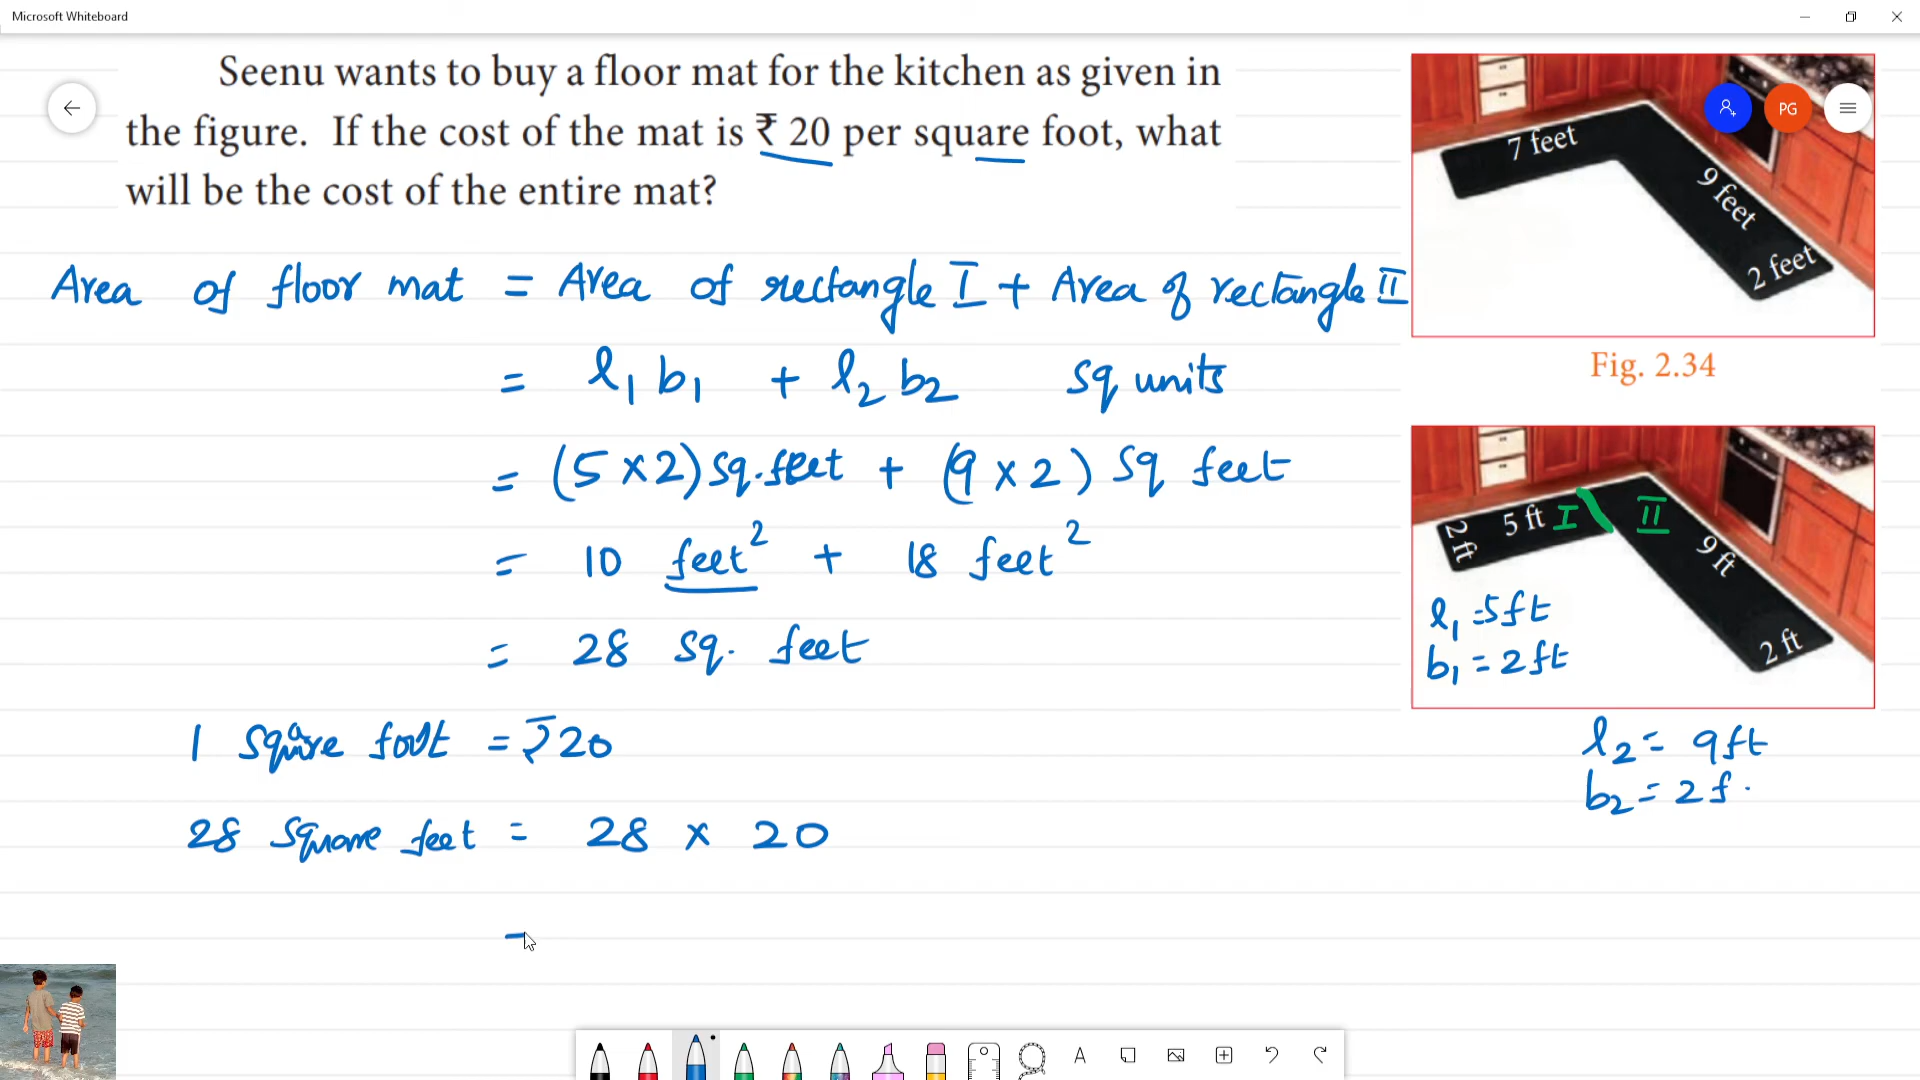 Microsoft Whiteboard
Seenu wants to buy a floor mat for the kitchen as given in
the figure. If the cost of the mat is ₹ 20 per square foot, what
will be the cost of the entire mat?
PG
7 feet
9 feet
2 feet
Fig. 2.34
Area of floor mat = Area of rectangle I + Area of rectangle II
= l₁ b₁ + l₂ b₂ sq units
= (5 × 2) sq. feet + (9 × 2) sq feet
= 10 feet² + 18 feet²
= 28 sq. feet
1 square foot = ₹20
28 square feet = 28 × 20
2 ft
5 ft I
II
9 ft
2 ft
l₁ = 5 ft
b₁ = 2 ft
l₂ = 9 ft
b₂ = 2 f.
A